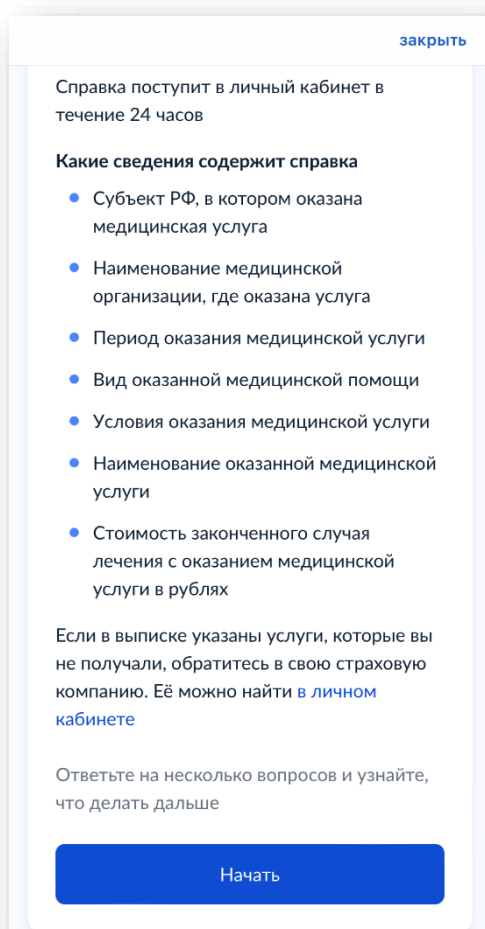 закрыть
Справка поступит в личный кабинет в
течение 24 часов
Какие сведения содержит справка
Субъект РФ, в котором оказана
медицинская услуга
Наименование медицинской
организации, где оказана услуга
Период оказания медицинской услуги
Вид оказанной медицинской помощи
Условия оказания медицинской услуги
Наименование оказанной медицинской
услуги
Стоимость законченного случая
лечения с оказанием медицинской
услуги в рублях
Если в выписке указаны услуги, которые вы
не получали, обратитесь в свою страховую
компанию. Её можно найти в личном
кабинете
Ответьте на несколько вопросов и узнайте,
что делать дальше
Начать